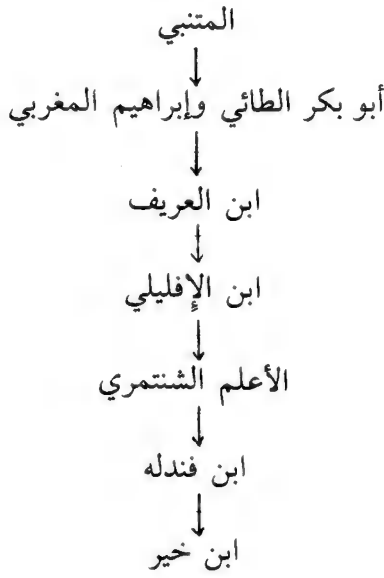 المتنبي
أبو بكر الطائي وإبراهيم المغربي
ابن العريف
ابن الإفليلي
الأعلم الشنتمري
ابن فندله
ابن خير